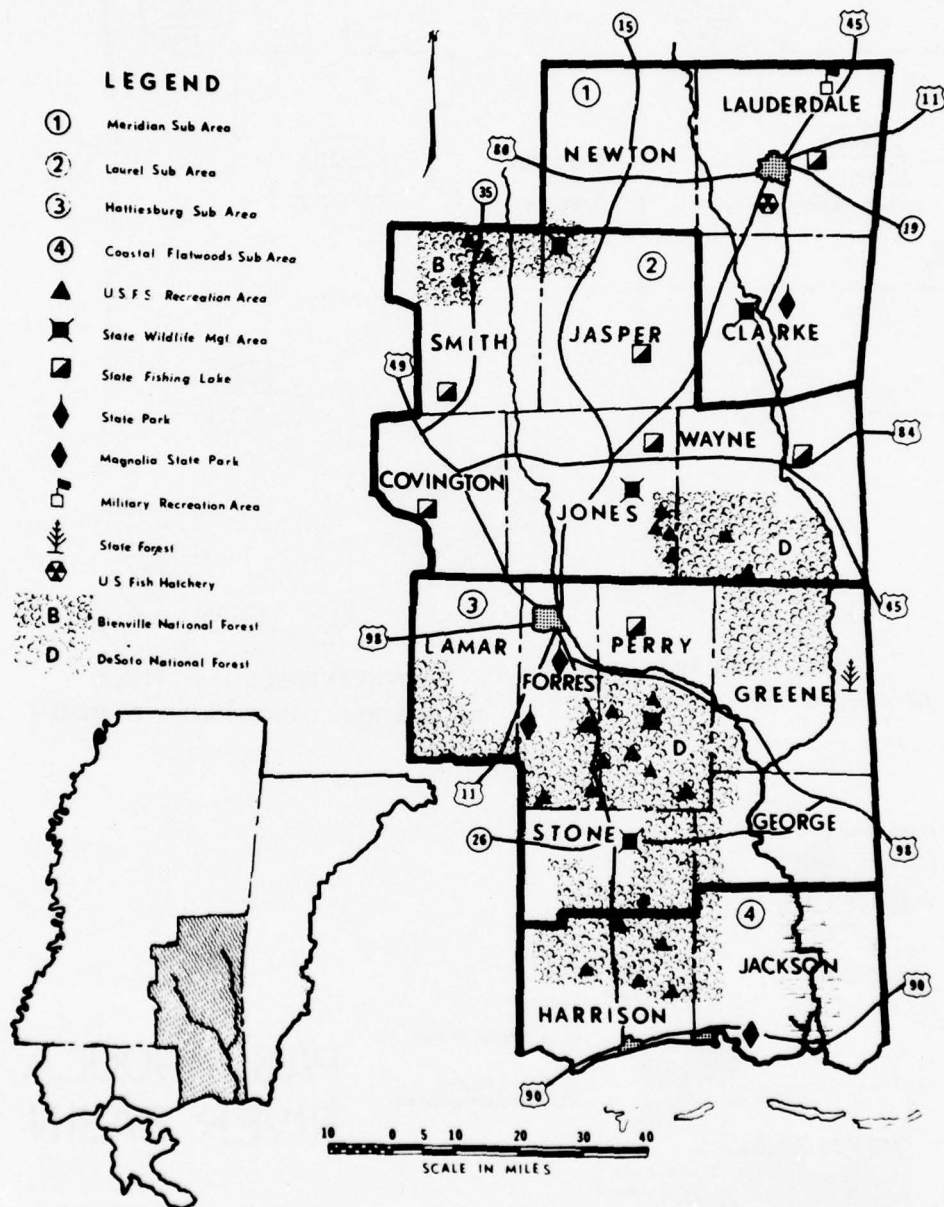 LEGEND
1 Meridian Sub Area
2 Laurel Sub Area
3 Hattiesburg Sub Area
4 Coastal Flatwoods Sub Area
U.S.F.S Recreation Area
State Wildlife Mgt. Area
State Fishing Lake
State Park
Magnolia State Park
Military Recreation Area
State Forest
U S Fish Hatchery
B Bienville National Forest
D DeSoto National Forest
N
15
45
1
LAUDERDALE
11
NEWTON
80
35
19
B
2
SMITH
JASPER
CLARKE
49
WAYNE
84
COVINGTON
JONES
D
45
3
98
LAMAR
PERRY
FORREST
GREENE
D
11
26
STONE
GEORGE
98
4
JACKSON
90
HARRISON
90
10 0 5 10 20 30 40
SCALE IN MILES